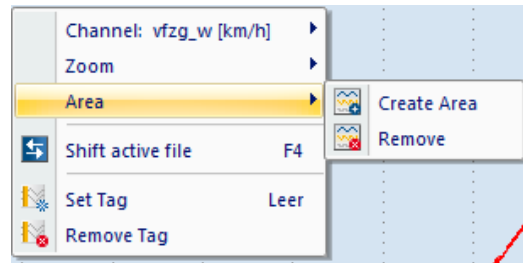 Channel: vfzg_w [km/h]
Zoom
Area
Create Area
Remove
Shift active file F4
Set Tag Leer
Remove Tag